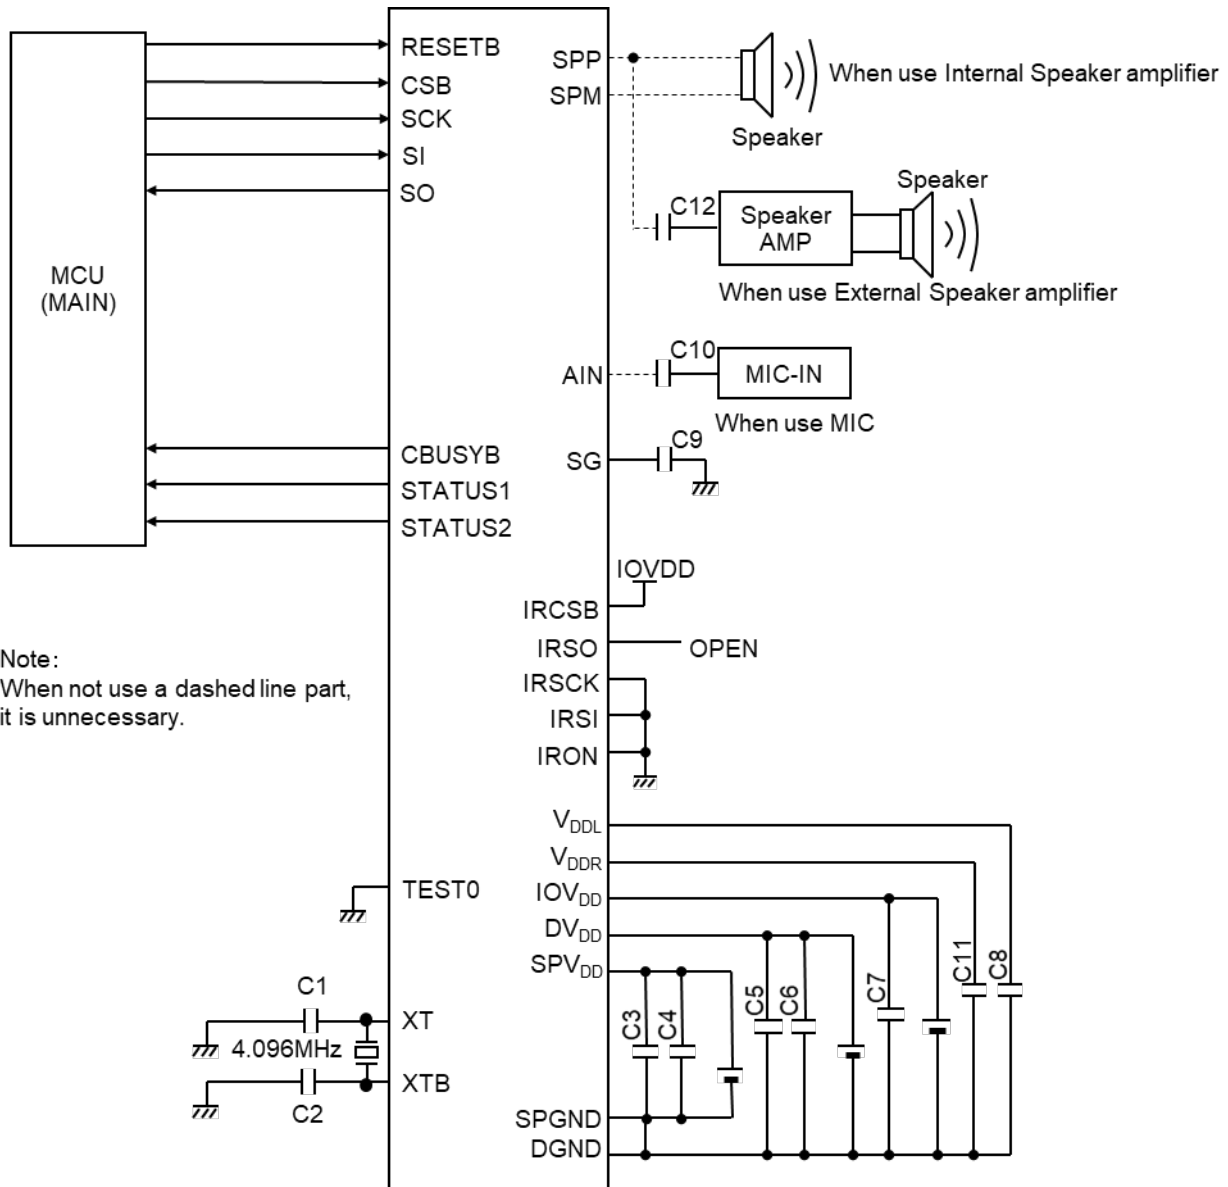 RESETB
CSB
SCK
SI
SO
MCU
(MAIN)
CBUSYB
STATUS1
STATUS2
SPP
SPM
When use Internal Speaker amplifier
Speaker
Speaker
C12
Speaker
AMP
When use External Speaker amplifier
AIN
C10
MIC-IN
When use MIC
SG
C9
IOVDD
IRCSB
IRSO
OPEN
IRSCK
IRSI
IRON
Note:
When not use a dashed line part,
it is unnecessary.
VDDL
VDDR
IOVDD
DVDD
SPVDD
TEST0
C1
XT
4.096MHz
XTB
C2
C3
C4
C5
C6
C7
C11
C8
SPGND
DGND